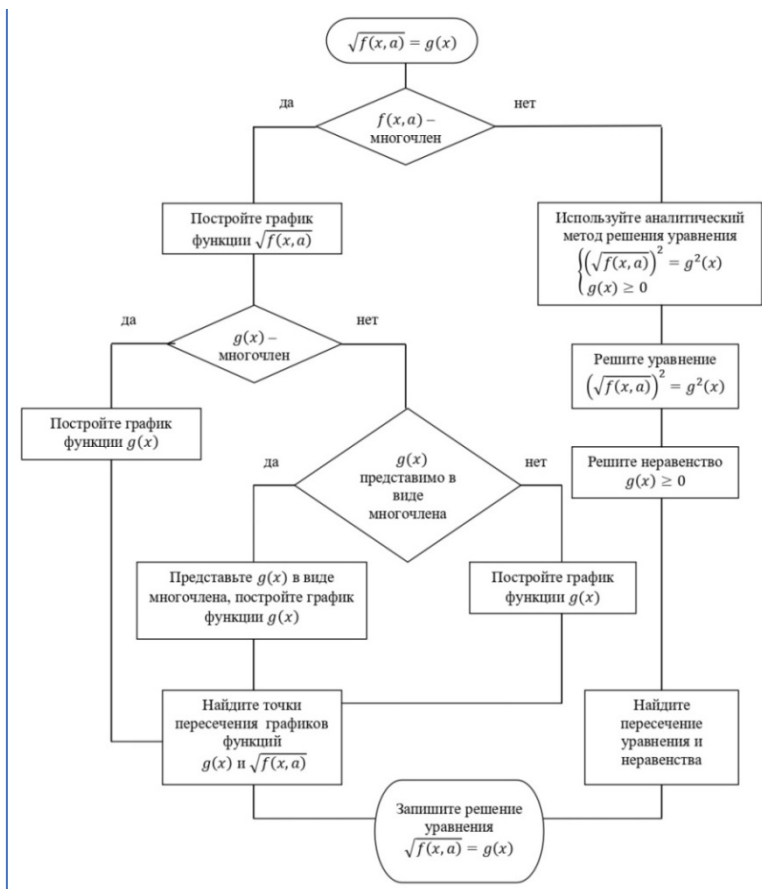 √f(x,a) = g(x)
да
нет
f(x,a) –
многочлен
Постройте график
функции √f(x,a)
Используйте аналитический
метод решения уравнения
{(√f(x,a))² = g²(x)
g(x) ≥ 0
да
нет
g(x) –
многочлен
Решите уравнение
(√f(x,a))² = g²(x)
Постройте график
функции g(x)
да
нет
g(x)
представимо в
виде
многочлена
Решите неравенство
g(x) ≥ 0
Представьте g(x) в виде
многочлена, постройте график
функции g(x)
Постройте график
функции g(x)
Найдите точки
пересечения графиков
функций
g(x) и √f(x,a)
Найдите
пересечение
уравнения и
неравенства
Запишите решение
уравнения
√f(x,a) = g(x)